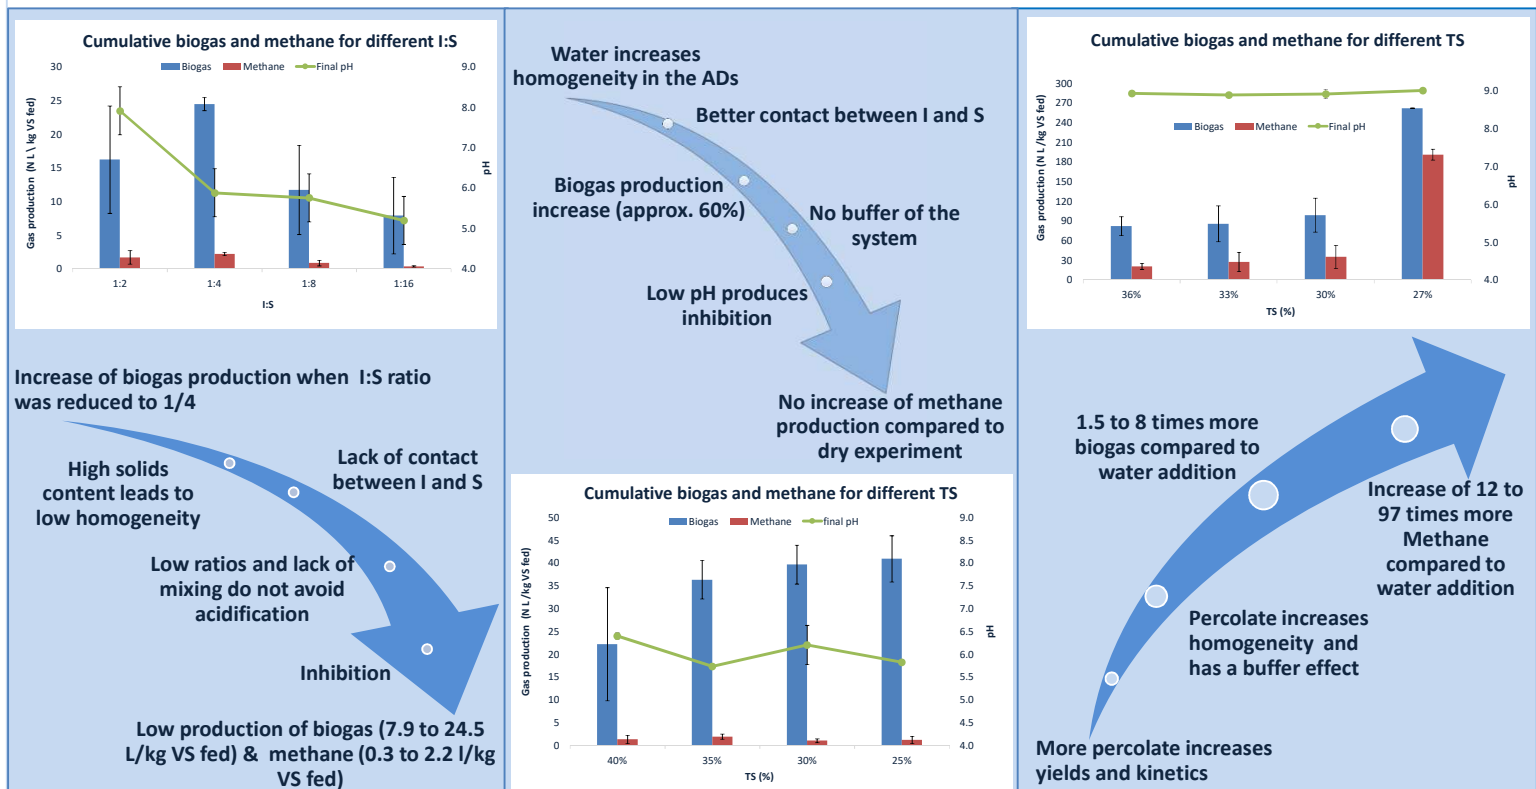 Cumulative biogas and methane for different I:S
Biogas
Methane
Final pH
Gas production (N L \ kg VS fed)
30
25
20
15
10
5
0
9.0
8.0
7.0
6.0
5.0
4.0
pH
1:2
1:4
1:8
1:16
I:S
Increase of biogas production when I:S ratio
was reduced to 1/4
High solids
content leads to
low homogeneity
Lack of contact
between I and S
Low ratios and lack of
mixing do not avoid
acidification
Inhibition
Low production of biogas (7.9 to 24.5
L/kg VS fed) & methane (0.3 to 2.2 l/kg
VS fed)
Water increases
homogeneity in the ADs
Better contact between I and S
Biogas production
increase (approx. 60%)
No buffer of the
system
Low pH produces
inhibition
No increase of methane
production compared to
dry experiment
Cumulative biogas and methane for different TS
Biogas
Methane
final pH
Gas production (N L /kg VS fed)
50
45
40
35
30
25
20
15
10
5
0
9.0
8.5
8.0
7.5
7.0
6.5
6.0
5.5
5.0
4.5
4.0
pH
40%
35%
30%
25%
TS (%)
Cumulative biogas and methane for different TS
Biogas
Methane
Final pH
Gas production (N L/kg VS fed)
300
270
240
210
180
150
120
90
60
30
0
9.0
8.0
7.0
6.0
5.0
4.0
pH
36%
33%
30%
27%
TS (%)
1.5 to 8 times more
biogas compared to
water addition
Increase of 12 to
97 times more
Methane
compared to
water addition
Percolate increases
homogeneity and
has a buffer effect
More percolate increases
yields and kinetics